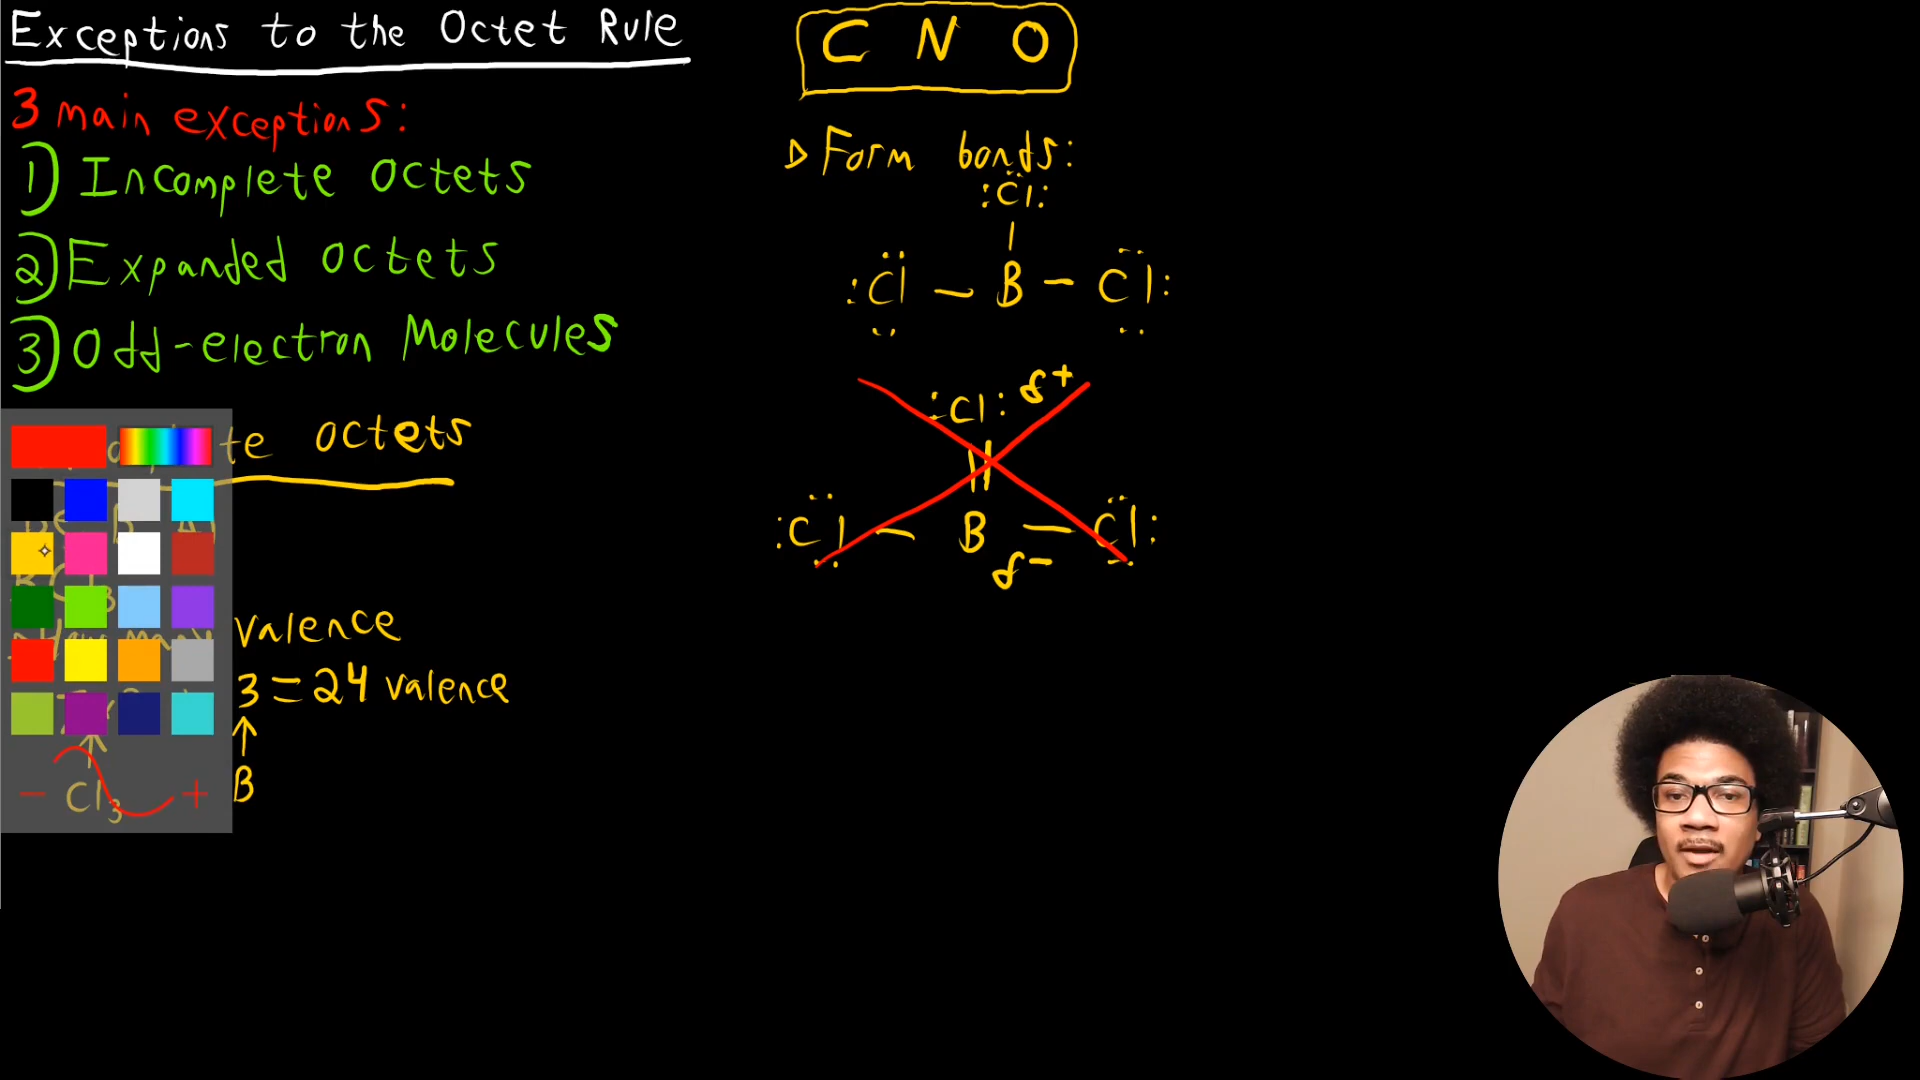 Exceptions to the Octet Rule
3 main exceptions:
1) Incomplete octets
2) Expanded octets
3) Odd-electron Molecules
te octets
valence
3 = 24 valence
↑ ↑
Cl3 B
C N O
Form bonds:
:Cl:
|
:Cl – B – Cl:
:Cl: δ+
||
:Cl – B – Cl:
δ–